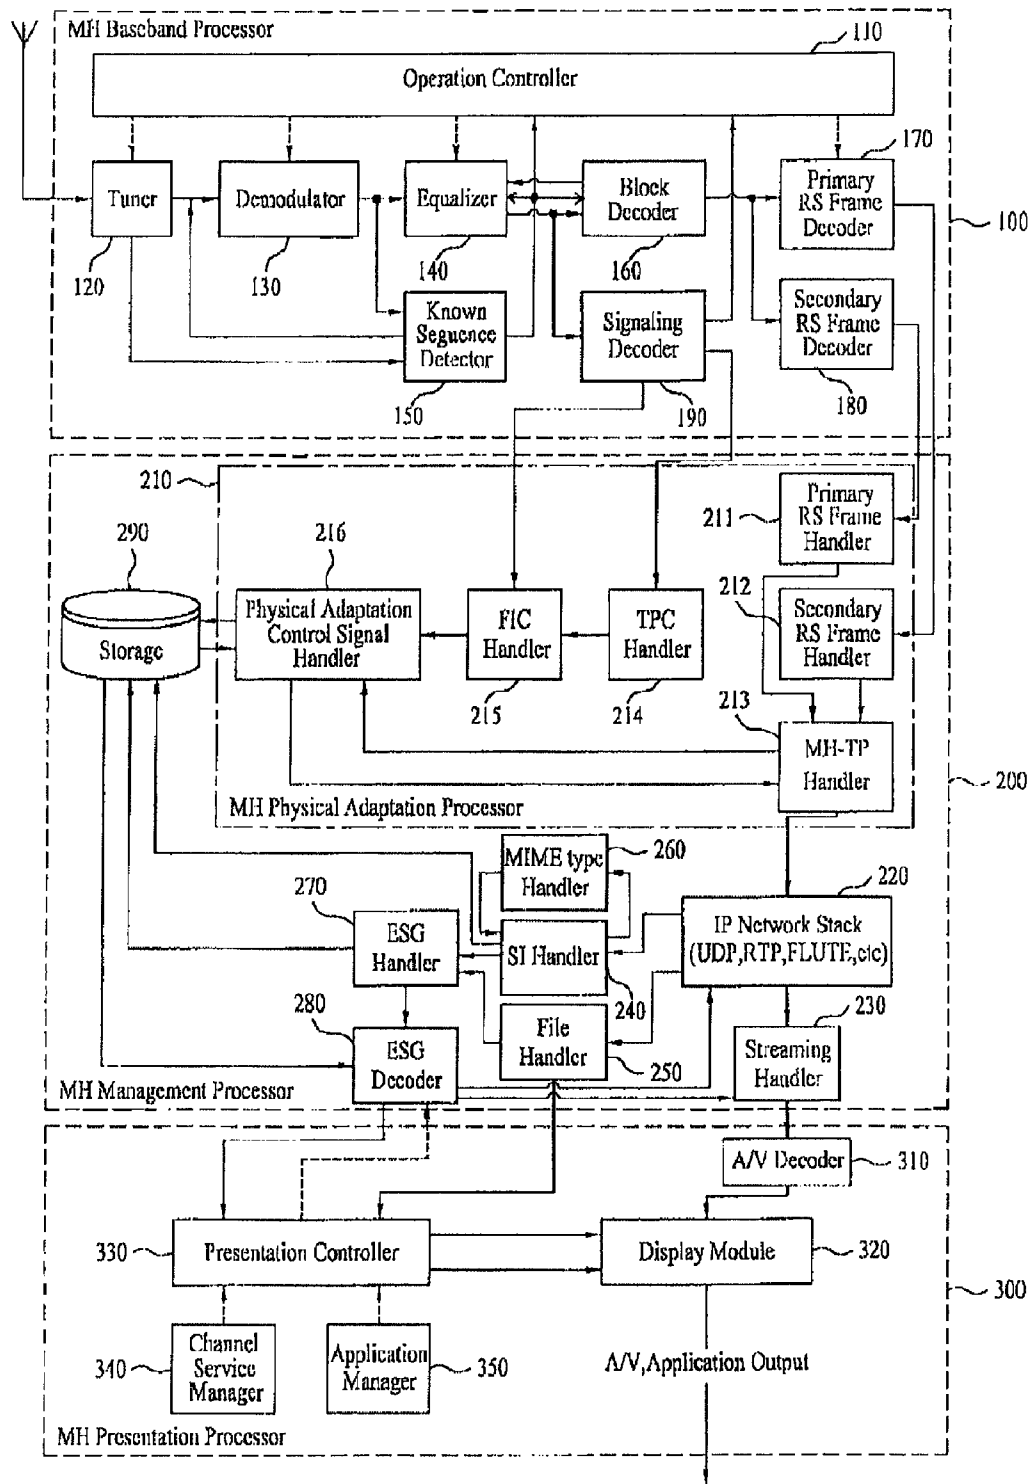 MH Baseband Processor
110
Operation Controller
Tuner
Demodulator
Equalizer
Block
Decoder
170
Primary
RS Frame
Decoder
100
120
130
140
160
Known
Seguence
Detector
Signaling
Decoder
Secondary
RS Frame
Decoder
150
190
180
210
Primary
RS Frame
Handler
211
290
216
212
Storage
Physical Adaptation
Control Signal
Handler
FIC
Handler
TPC
Handler
Secondary
RS Frame
Handler
215
214
213
MH-TP
Handler
200
MH Physical Adaptation Processor
MIME type
Handler
260
270
220
ESG
Handler
SI Handler
IP Network Stack
(UDP,RTP,FLUTE,etc)
240
280
230
ESG
Decoder
File
Handler
250
Streaming
Handler
MH Management Processor
A/V Decoder
310
330
Presentation Controller
Display Module
320
300
340
Channel
Service
Manager
Application
Manager
350
A/V,Application Output
MH Presentation Processor